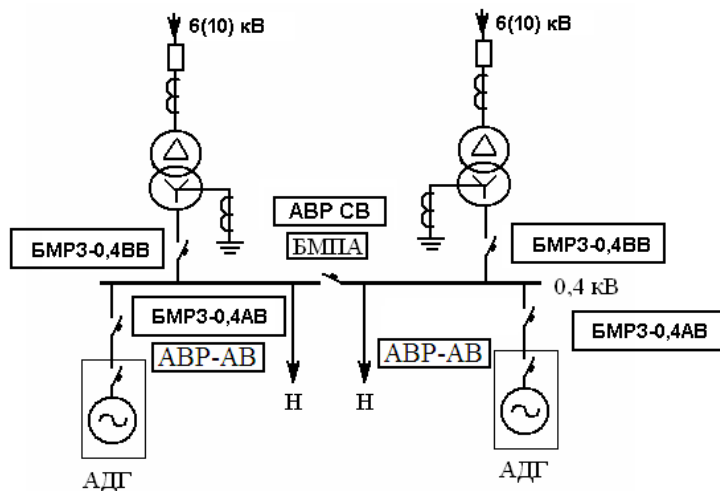 6(10) кВ
6(10) кВ
АВР СВ
БМПА
БМРЗ-0,4ВВ
БМРЗ-0,4ВВ
0,4 кВ
БМРЗ-0,4АВ
БМРЗ-0,4АВ
АВР-АВ
АВР-АВ
Н
Н
АДГ
АДГ